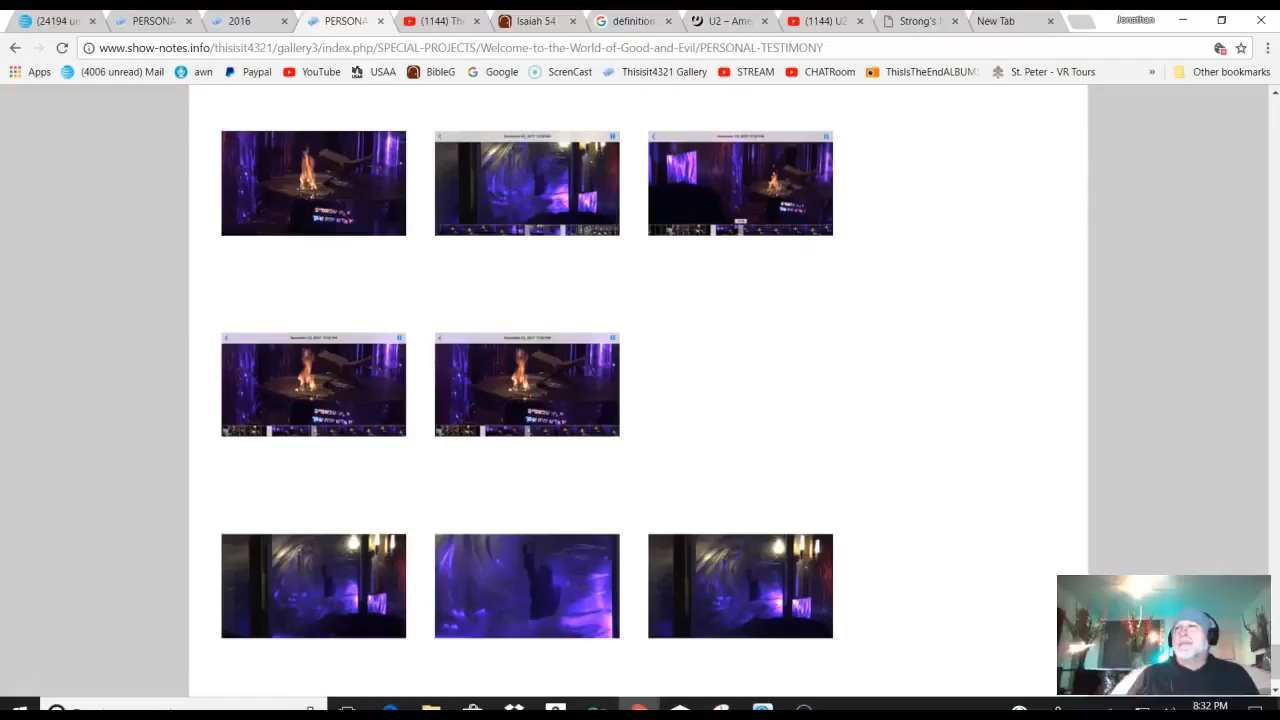 (24194 un
PERSONA
2016
PERSONA
(1144) The
Isaiah 54
definition
U2 – Ame
(1144) U2
Strong's
New Tab
Jonathan
www.show-notes.info/thisisit4321/gallery3/index.php/SPECIAL-PROJECTS/Welcome-to-the-World-of-Good-and-Evil/PERSONAL-TESTIMONY
Apps
(4006 unread) Mail
awn
Paypal
YouTube
USAA
BibleG
Google
ScrenCast
Thisisit4321 Gallery
STREAM
CHATRoom
ThisIsTheEndALBUMS
St. Peter - VR Tours
»
Other bookmarks
8:32 PM